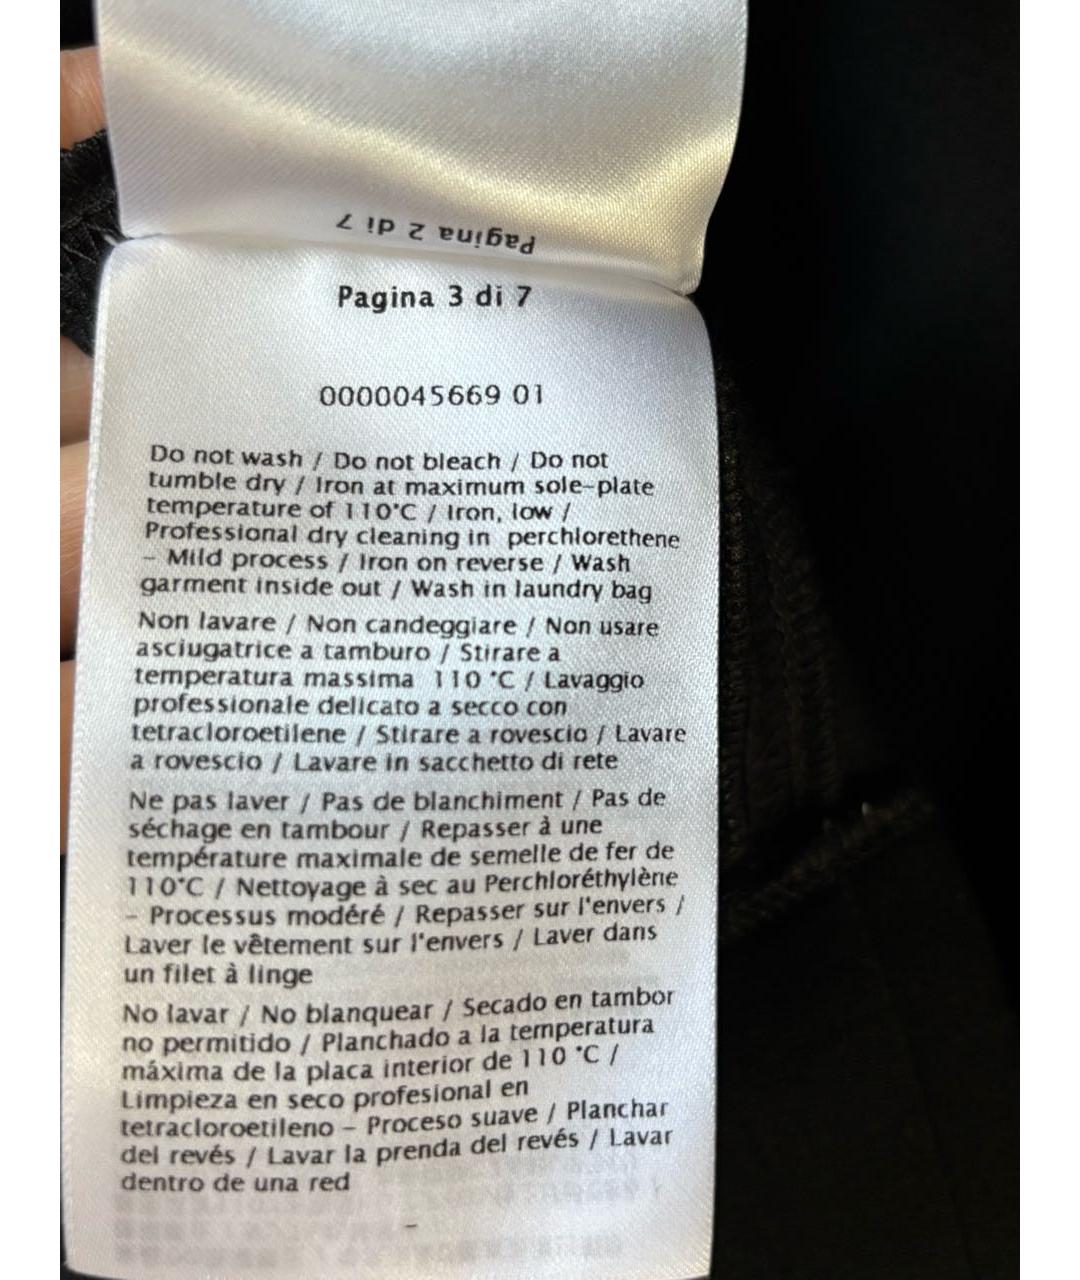 Pagina 2 di 7
Pagina 3 di 7
0000045669 01
Do not wash / Do not bleach / Do not
tumble dry / Iron at maximum sole-plate
temperature of 110°C / Iron, low /
Professional dry cleaning in perchlorethene
- Mild process / Iron on reverse / Wash
garment inside out / Wash in laundry bag
Non lavare / Non candeggiare / Non usare
asciugatrice a tamburo / Stirare a
temperatura massima 110 °C / Lavaggio
professionale delicato a secco con
tetracloroetilene / Stirare a rovescio / Lavare
a rovescio / Lavare in sacchetto di rete
Ne pas laver / Pas de blanchiment / Pas de
séchage en tambour / Repasser à une
température maximale de semelle de fer de
110°C / Nettoyage à sec au Perchloréthylène
- Processus modéré / Repasser sur l'envers /
Laver le vêtement sur l'envers / Laver dans
un filet à linge
No lavar / No blanquear / Secado en tambor
no permitido / Planchado a la temperatura
máxima de la placa interior de 110 °C /
Limpieza en seco profesional en
tetracloroetileno - Proceso suave / Planchar
del revés / Lavar la prenda del revés / Lavar
dentro de una red
-